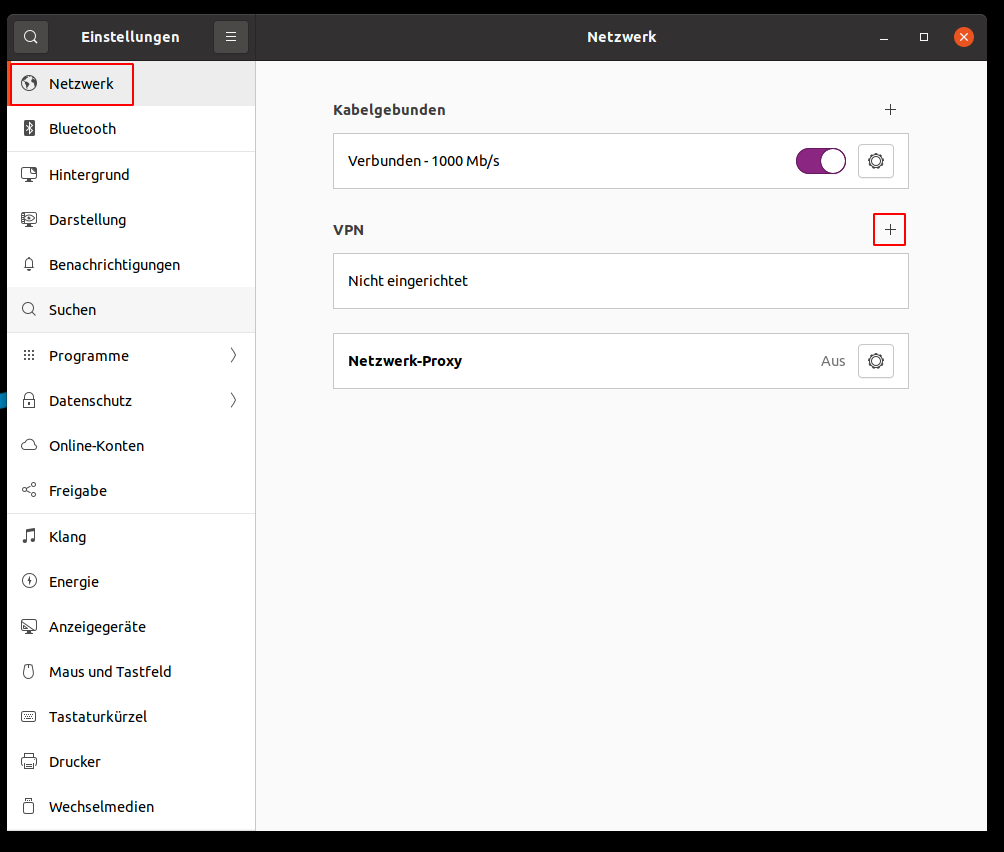 Einstellungen
Netzwerk
Netzwerk
Bluetooth
Hintergrund
Darstellung
Benachrichtigungen
Suchen
Programme
Datenschutz
Online-Konten
Freigabe
Klang
Energie
Anzeigegeräte
Maus und Tastfeld
Tastaturkürzel
Drucker
Wechselmedien
Kabelgebunden
Verbunden - 1000 Mb/s
VPN
Nicht eingerichtet
Netzwerk-Proxy Aus